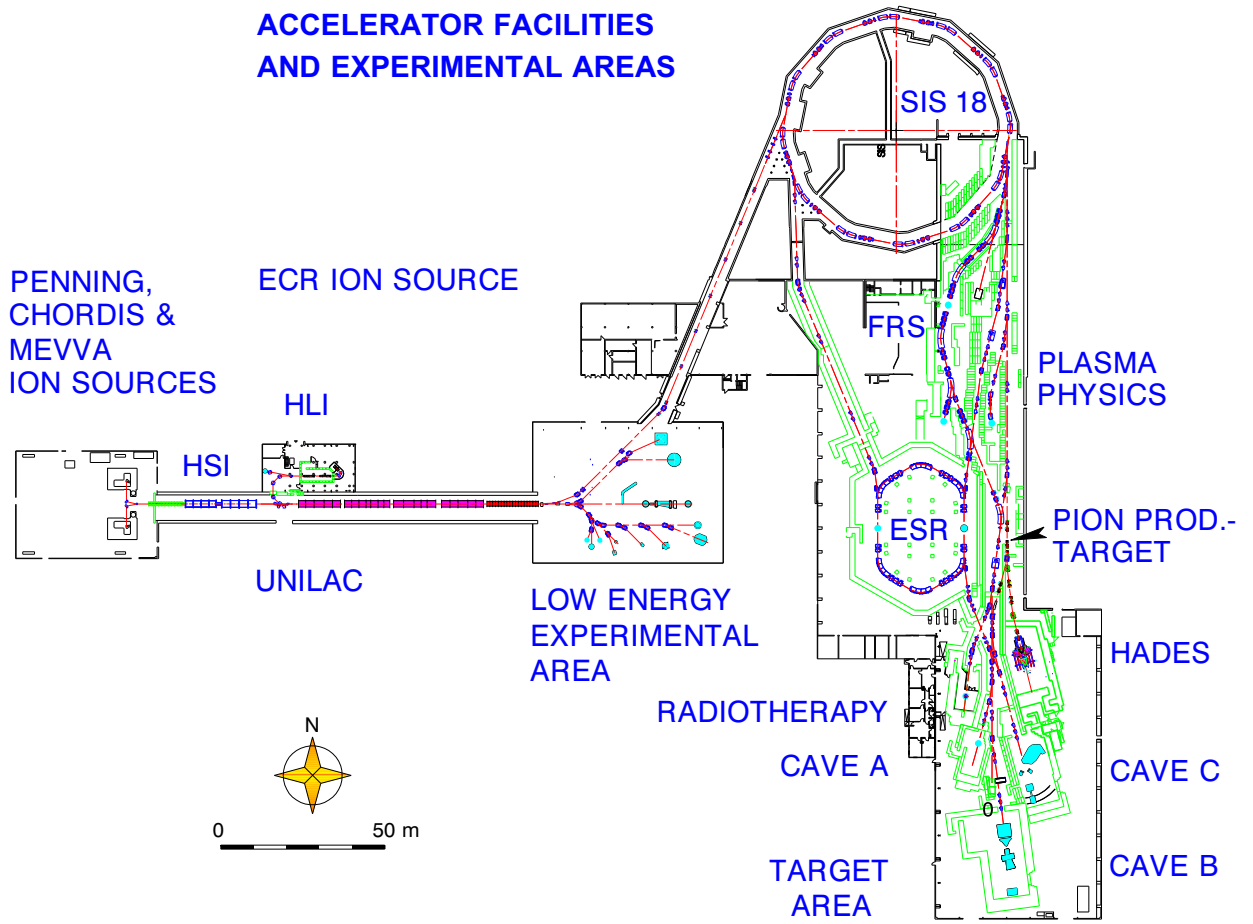 ACCELERATOR FACILITIES
AND EXPERIMENTAL AREAS
SIS 18
SIS
PENNING,
CHORDIS &
MEVVA
ION SOURCES
ECR ION SOURCE
FRS
PLASMA
PHYSICS
HLI
HSI
ESR
PION PROD.-
TARGET
UNILAC
LOW ENERGY
EXPERIMENTAL
AREA
HADES
RADIOTHERAPY
N
CAVE A
CAVE C
0
0 50 m
CAVE B
TARGET
AREA